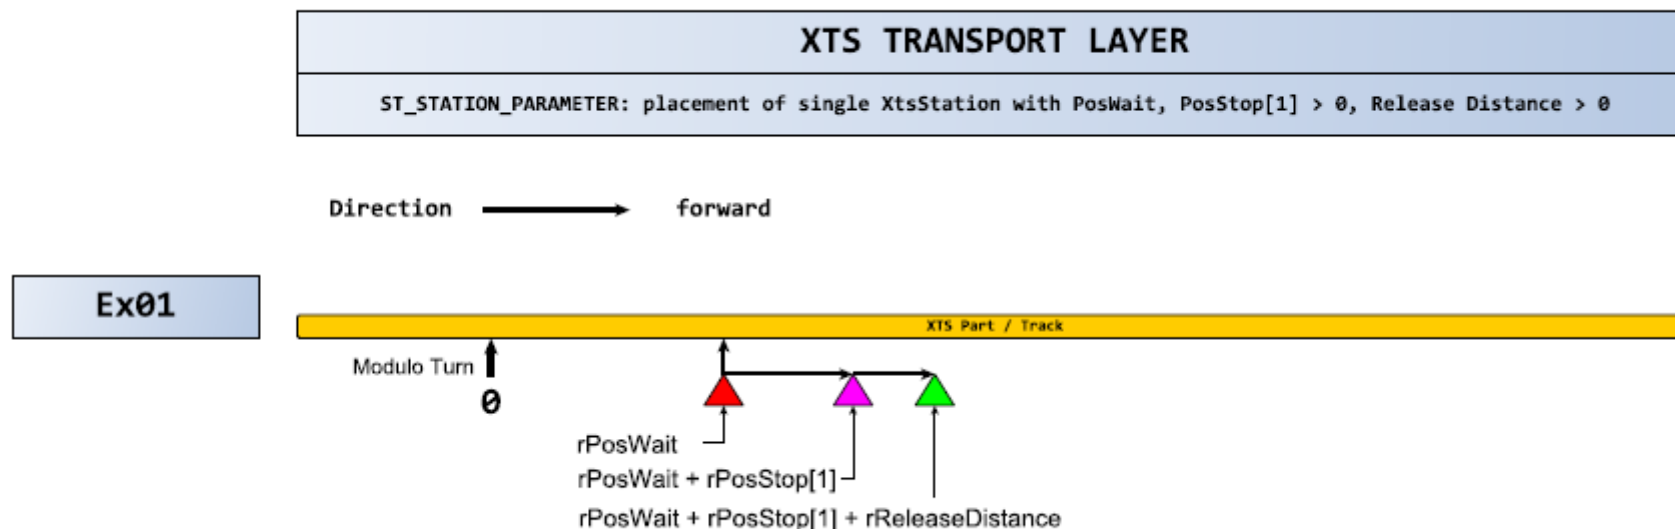 XTS TRANSPORT LAYER
ST_STATION_PARAMETER: placement of single XtsStation with PosWait, PosStop[1] > 0, Release Distance > 0
Direction forward
Ex01
XTS Part / Track
Modulo Turn
0
rPosWait
rPosWait + rPosStop[1]
rPosWait + rPosStop[1] + rReleaseDistance